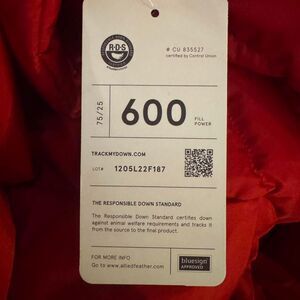 RDS
# CU 835527
certified by Control Union
75/25
600
FILL
POWER
TRACKMYDOWN.COM
LOT# 1205L22F187
THE RESPONSIBLE DOWN STANDARD
The Responsible Down Standard certifies down
against animal welfare requirements and tracks it
from the source to the final product.
FOR MORE INFO
Go to www.alliedfeather.com
bluesign
APPROVED